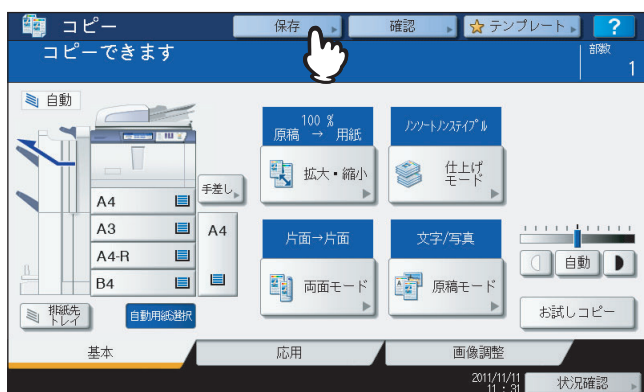 コピー
保存
確認
テンプレート
?
コピーできます
部数
1
自動
100 %
原稿 → 用紙
ノンソートノンステイプル
拡大・縮小
仕上げ
モード
手差し
A4
A3
A4-R
B4
A4
片面→片面
文字/写真
両面モード
原稿モード
自動
排紙先
トレイ
自動用紙選択
お試しコピー
基本
応用
画像調整
2011/11/11
11 : 31
状況確認